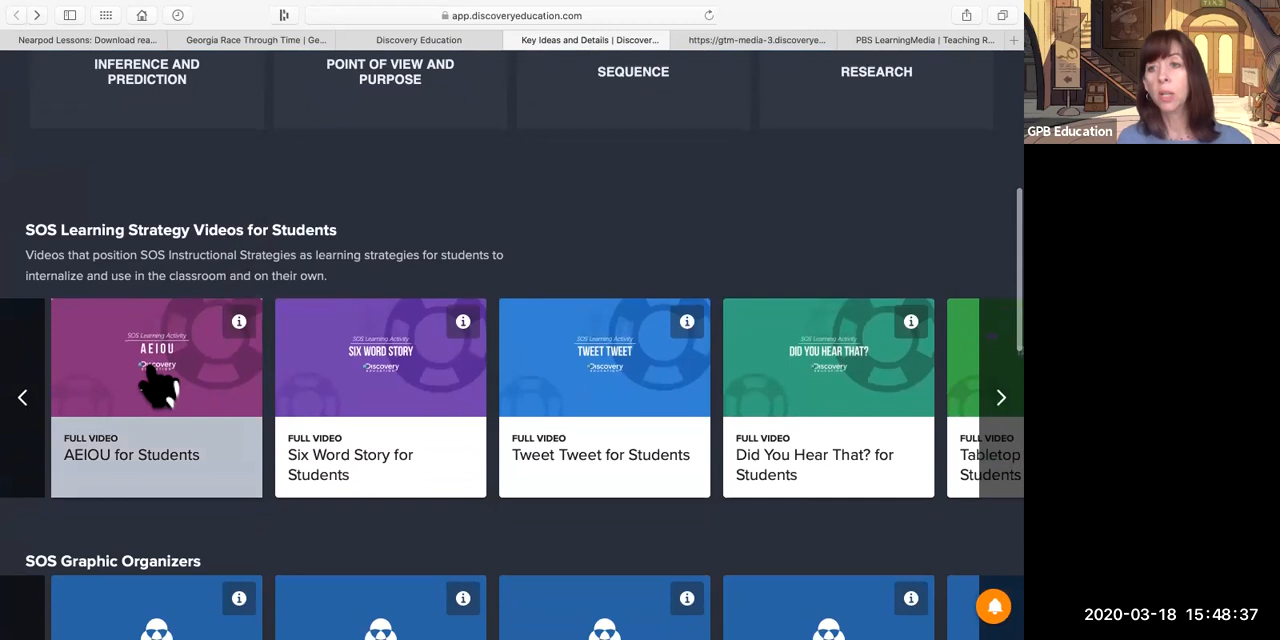 app.discoveryeducation.com
Nearpod Lessons: Download rea...
Georgia Race Through Time | Ge...
Discovery Education
Key Ideas and Details | Discover...
https://gtm-media-3.discoverye...
PBS LearningMedia | Teaching R...
INFERENCE AND
PREDICTION
POINT OF VIEW AND
PURPOSE
SEQUENCE
RESEARCH
GPB Education
SOS Learning Strategy Videos for Students
Videos that position SOS Instructional Strategies as learning strategies for students to
internalize and use in the classroom and on their own.
SOS Learning Activity
AEIOU
Discovery
EDUCATION
SOS Learning Activity
SIX WORD STORY
Discovery
EDUCATION
SOS Learning Activity
TWEET TWEET
Discovery
EDUCATION
SOS Learning Activity
DID YOU HEAR THAT?
Discovery
EDUCATION
FULL VIDEO
AEIOU for Students
FULL VIDEO
Six Word Story for
Students
FULL VIDEO
Tweet Tweet for Students
FULL VIDEO
Did You Hear That? for
Students
FULL VIDEO
Tabletop
Students
SOS Graphic Organizers
2020-03-18 15:48:37